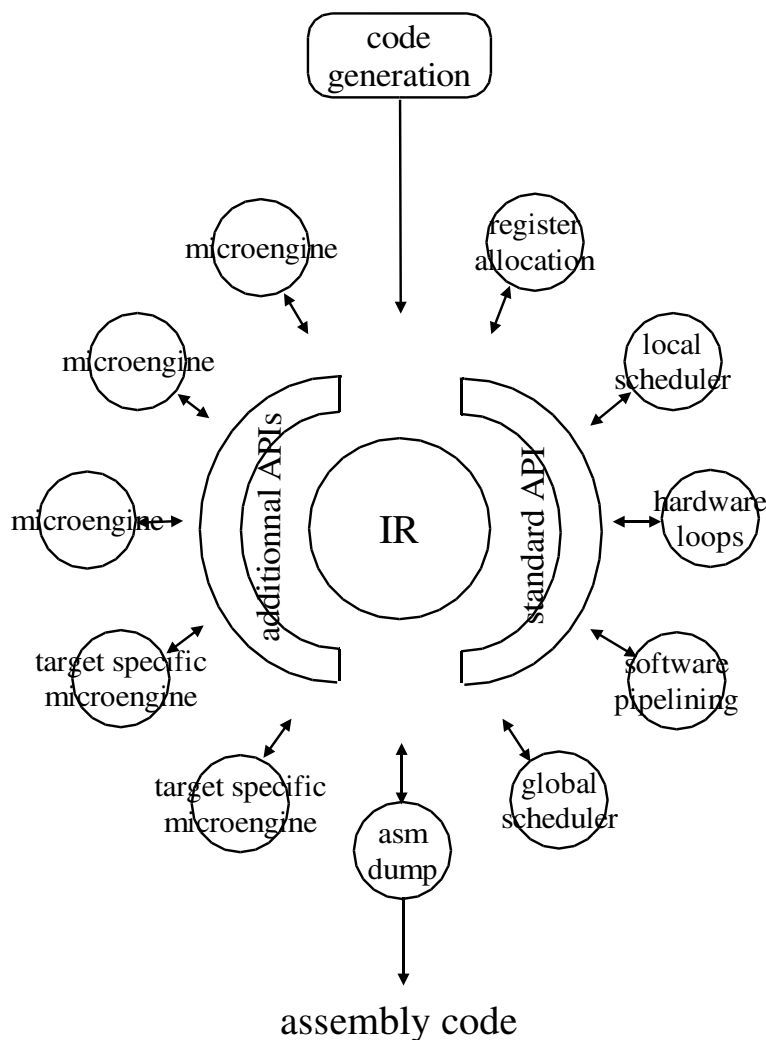 code
generation
microengine
register
allocation
microengine
local
scheduler
additionnal APIs
IR
standard API
microengine
hardware
loops
target specific
microengine
software
pipelining
target specific
microengine
asm
dump
global
scheduler
assembly code